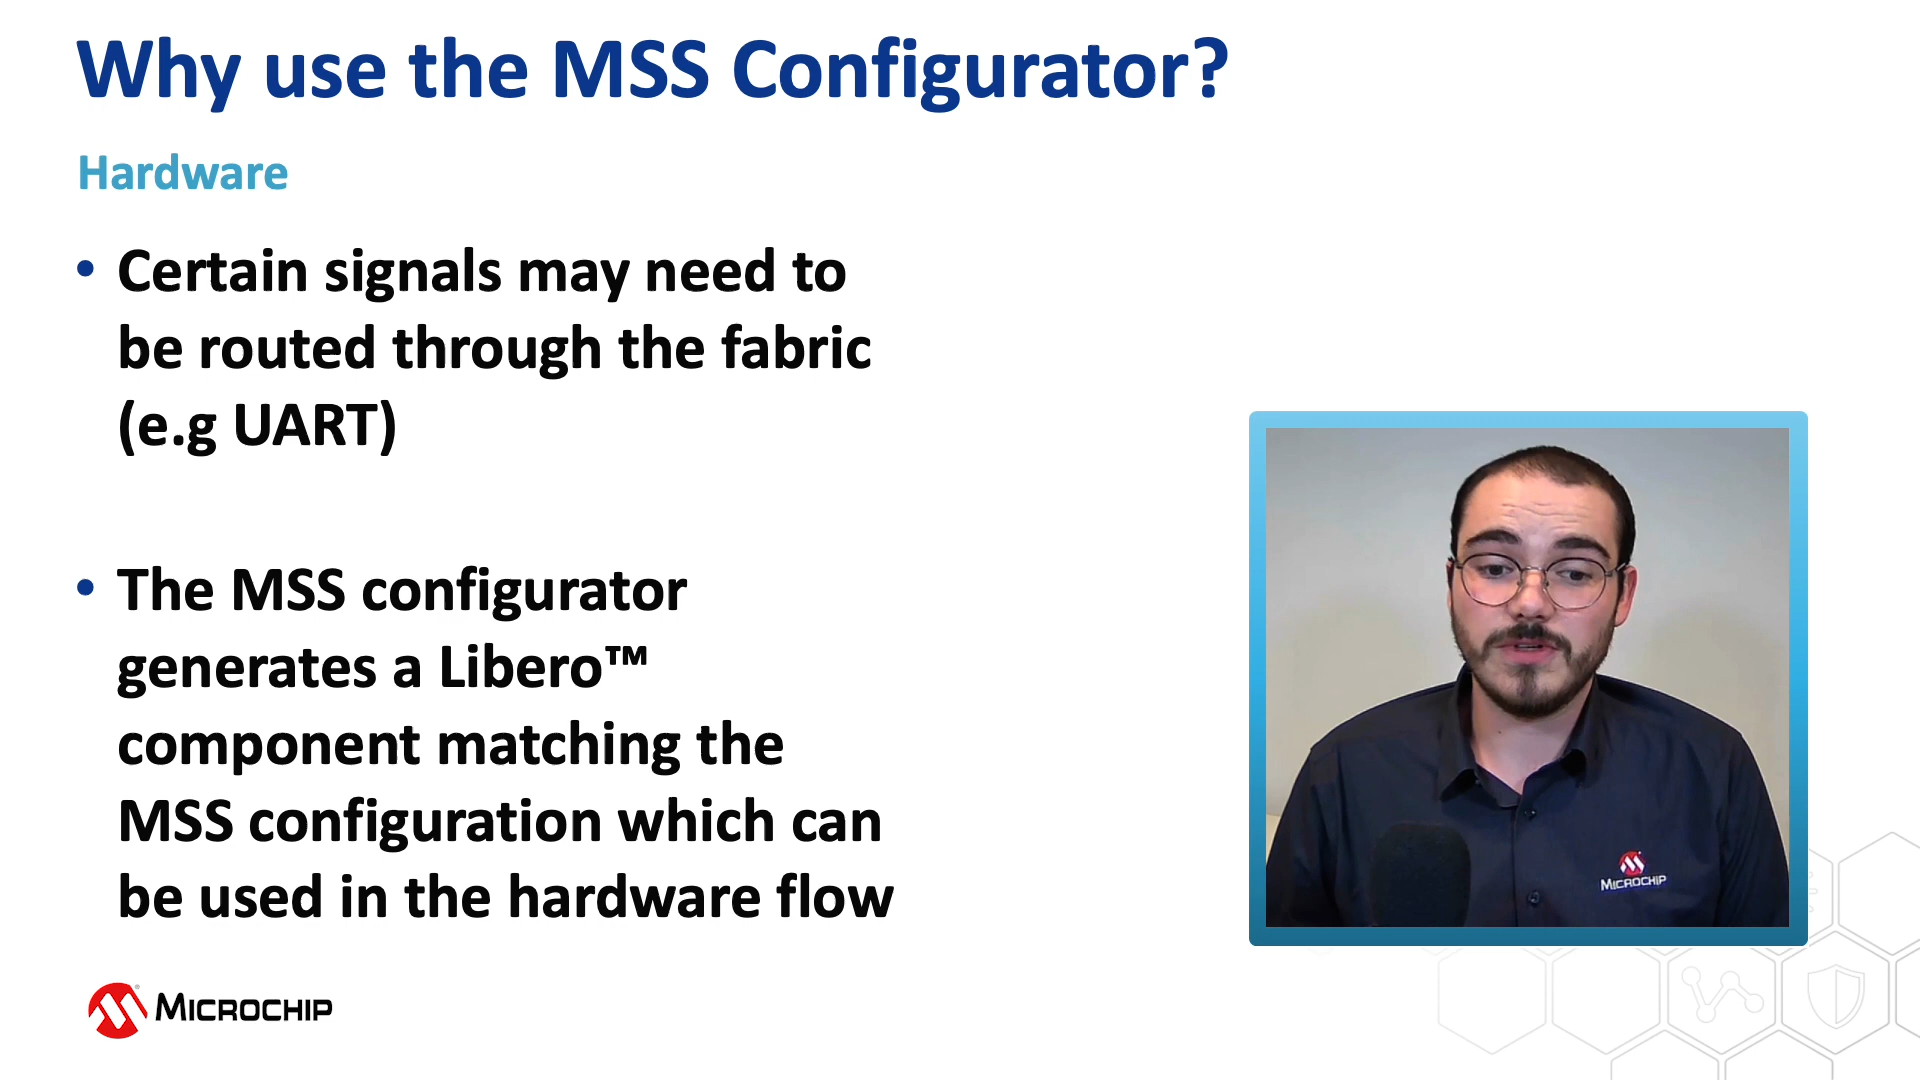 Why use the MSS Configurator?
Hardware
• Certain signals may need to
be routed through the fabric
(e.g UART)
• The MSS configurator
generates a Libero™
component matching the
MSS configuration which can
be used in the hardware flow
MICROCHIP
MICROCHIP